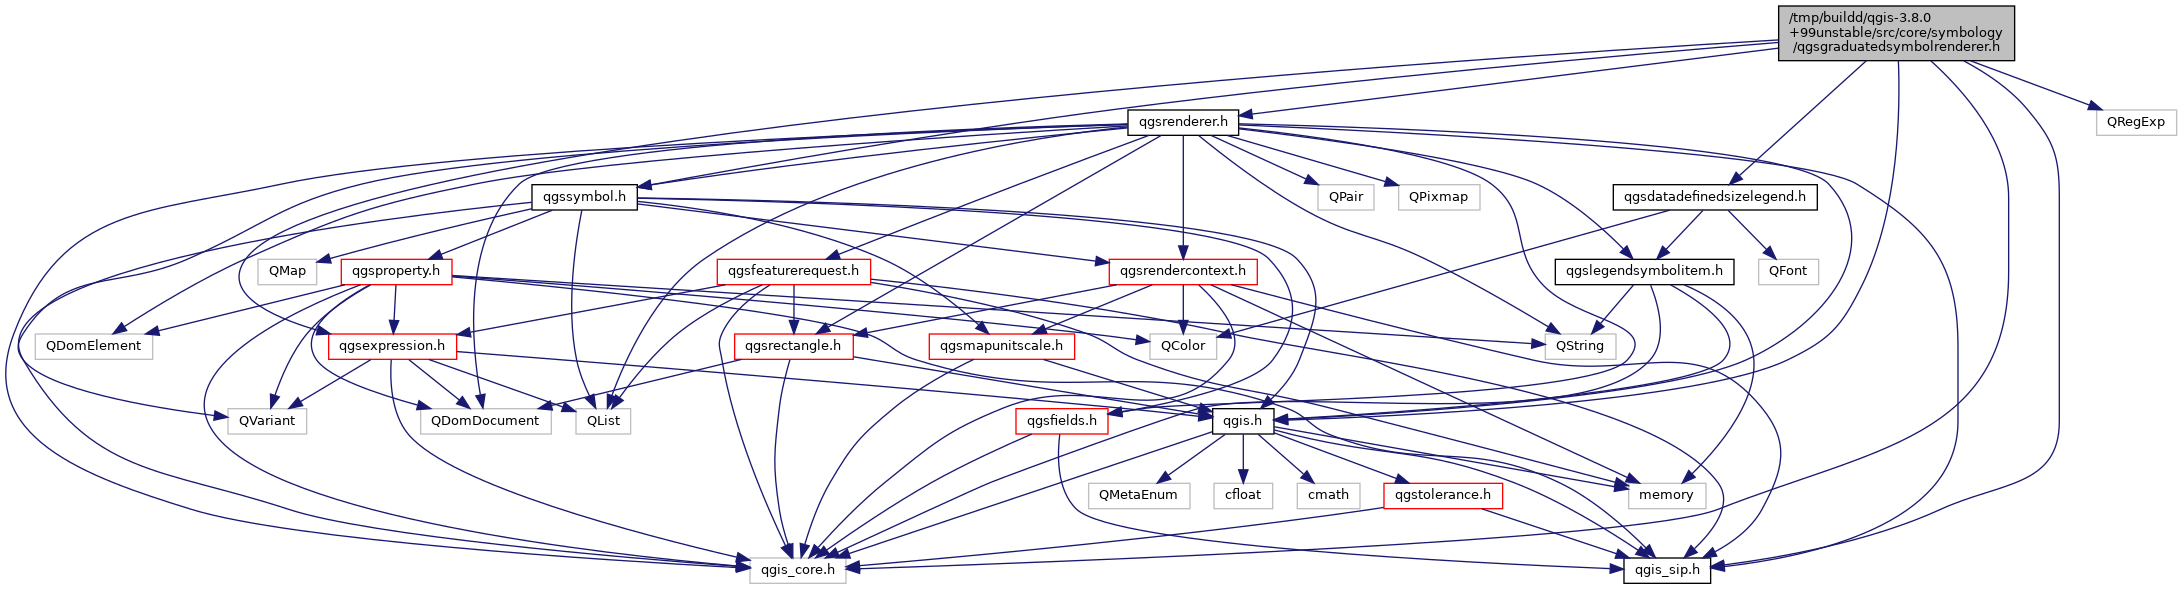 /tmp/buildd/qgis-3.8.0
+99unstable/src/core/symbology
/qgsgraduatedsymbolrenderer.h
qgsrenderer.h
QRegExp
qgssymbol.h
QPair
QPixmap
qgsdatadefinedsizelegend.h
QMap
qgsproperty.h
qgsfeaturerequest.h
qgsrendercontext.h
qgslegendsymbolitem.h
QFont
QDomElement
qgsexpression.h
qgsrectangle.h
qgsmapunitscale.h
QColor
QString
QVariant
QDomDocument
QList
qgsfields.h
qgis.h
QMetaEnum
cfloat
cmath
qgstolerance.h
memory
qgis_core.h
qgis_sip.h